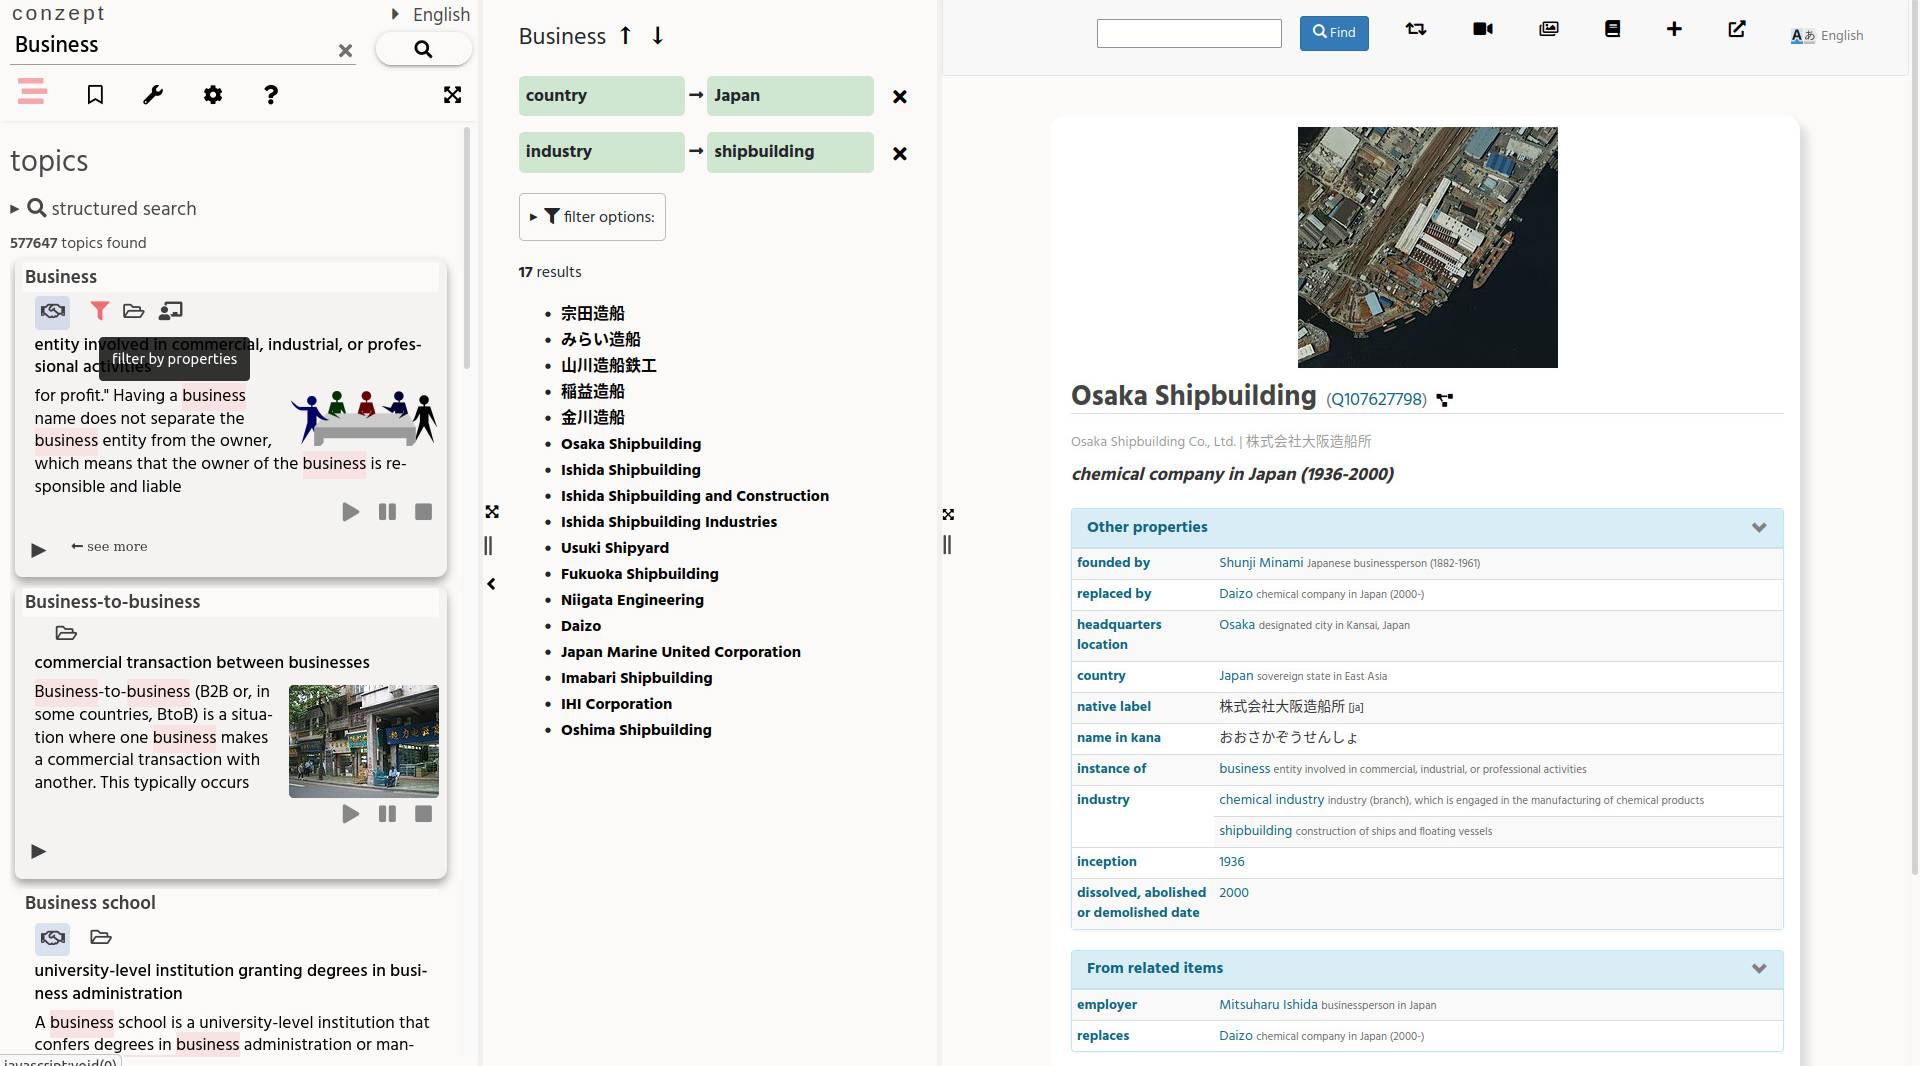 conzept
English
Business
topics
structured search
577647 topics found
Business
entity involved in commercial, industrial, or profes-
sional activities
filter by properties
for profit." Having a business
name does not separate the
business entity from the owner,
which means that the owner of the business is re-
sponsible and liable
see more
Business-to-business
commercial transaction between businesses
Business-to-business (B2B or, in
some countries, BtoB) is a situa-
tion where one business makes
a commercial transaction with
another. This typically occurs
Business school
university-level institution granting degrees in busi-
ness administration
A business school is a university-level institution that
confers degrees in business administration or man-
javascript:void(0)
Business ↑ ↓
country → Japan
industry → shipbuilding
filter options:
17 results
宗田造船
みらい造船
山川造船鉄工
稲益造船
金川造船
Osaka Shipbuilding
Ishida Shipbuilding
Ishida Shipbuilding and Construction
Ishida Shipbuilding Industries
Usuki Shipyard
Fukuoka Shipbuilding
Niigata Engineering
Daizo
Japan Marine United Corporation
Imabari Shipbuilding
IHI Corporation
Oshima Shipbuilding
Find
Aあ English
Osaka Shipbuilding (Q107627798)
Osaka Shipbuilding Co., Ltd. | 株式会社大阪造船所
chemical company in Japan (1936-2000)
Other properties
founded by Shunji Minami Japanese businessperson (1882-1961)
replaced by Daizo chemical company in Japan (2000-)
headquarters location Osaka designated city in Kansai, Japan
country Japan sovereign state in East Asia
native label 株式会社大阪造船所 [ja]
name in kana おおさかぞうせんしょ
instance of business entity involved in commercial, industrial, or professional activities
industry chemical industry industry (branch), which is engaged in the manufacturing of chemical products
shipbuilding construction of ships and floating vessels
inception 1936
dissolved, abolished or demolished date 2000
From related items
employer Mitsuharu Ishida businessperson in Japan
replaces Daizo chemical company in Japan (2000-)